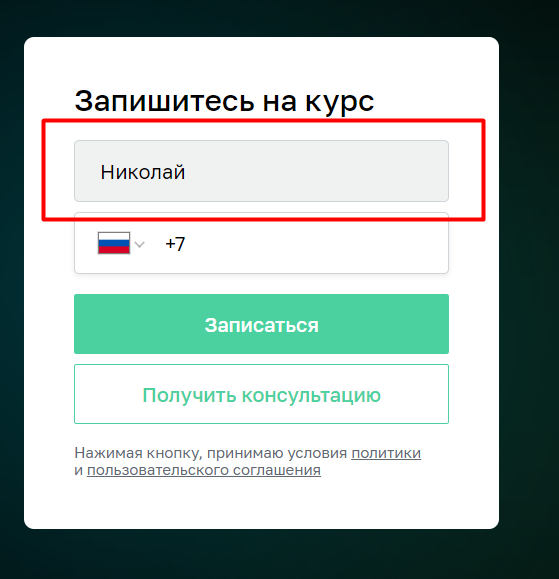 Запишитесь на курс
Николай
+7
Записаться
Получить консультацию
Нажимая кнопку, принимаю условия политики
и пользовательского соглашения